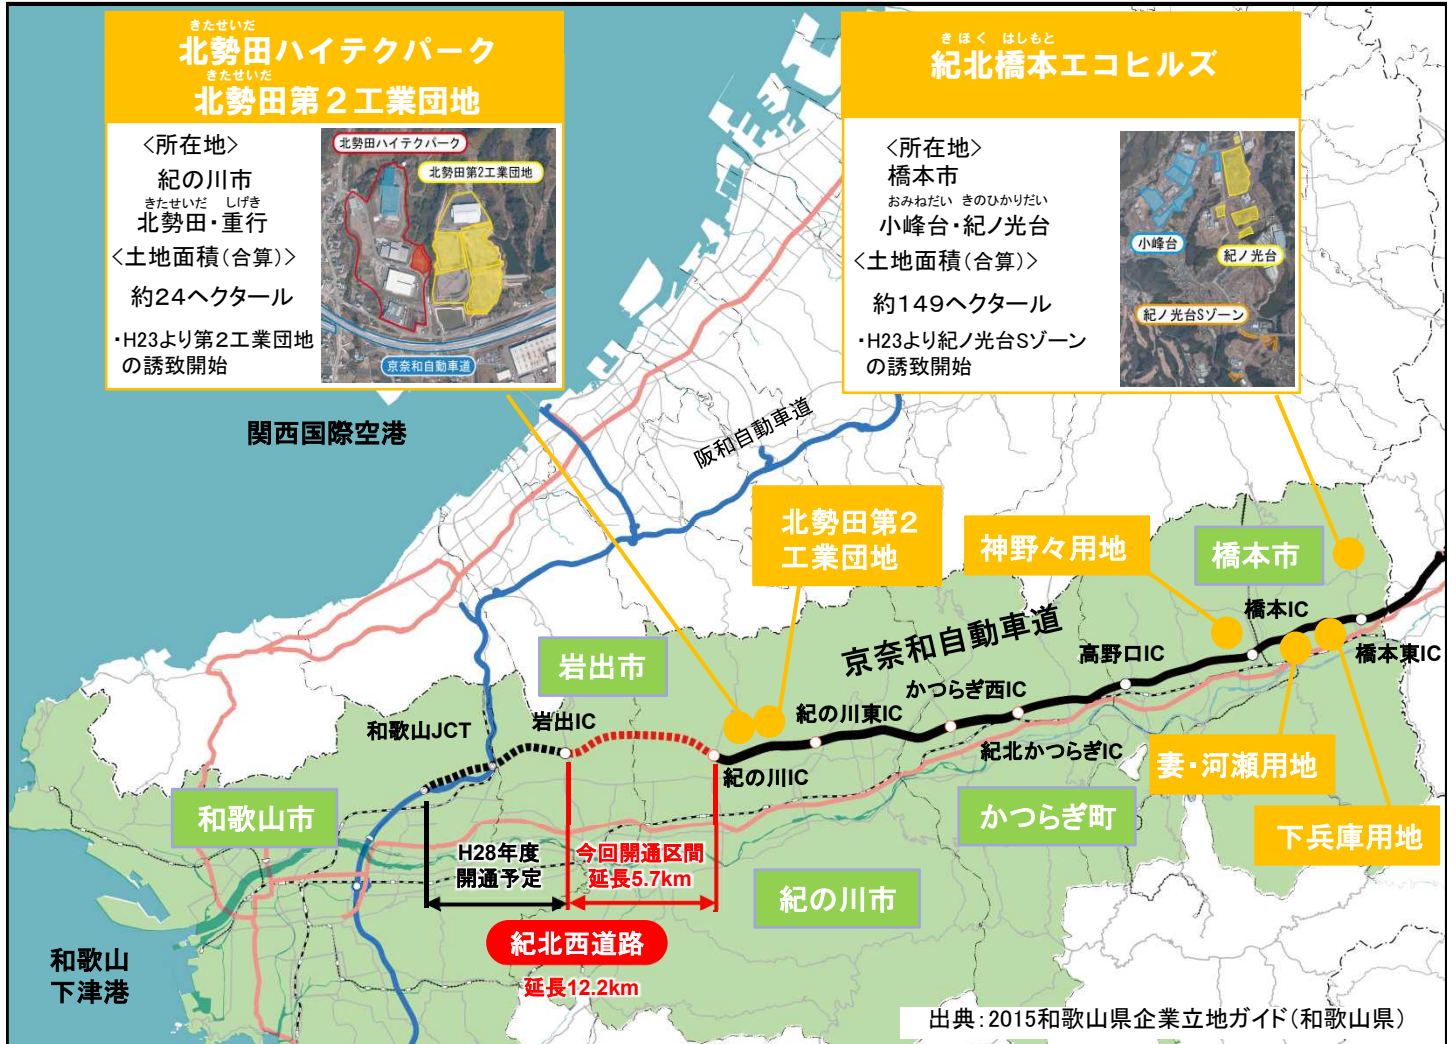 きたせいだ
北勢田ハイテクパーク
きたせいだ
北勢田第２工業団地
<所在地>
紀の川市
きたせいだ しげき
北勢田・重行
<土地面積(合算)>
約24ヘクタール
・H23より第2工業団地
の誘致開始
北勢田ハイテクパーク
北勢田第2工業団地
京奈和自動車道
きほく はしもと
紀北橋本エコヒルズ
<所在地>
橋本市
おみねだい きのひかりだい
小峰台・紀ノ光台
<土地面積(合算)>
約149ヘクタール
・H23より紀ノ光台Sゾーン
の誘致開始
小峰台
紀ノ光台
紀ノ光台Sゾーン
関西国際空港
阪和自動車道
北勢田第2
工業団地
神野々用地
橋本市
橋本IC
橋本東IC
京奈和自動車道
高野口IC
岩出市
かつらぎ西IC
紀の川東IC
岩出IC
和歌山JCT
紀北かつらぎIC
紀の川IC
妻・河瀬用地
下兵庫用地
和歌山市
かつらぎ町
H28年度
開通予定
今回開通区間
延長5.7km
紀の川市
紀北西道路
延長12.2km
和歌山
下津港
出典：2015和歌山県企業立地ガイド(和歌山県)